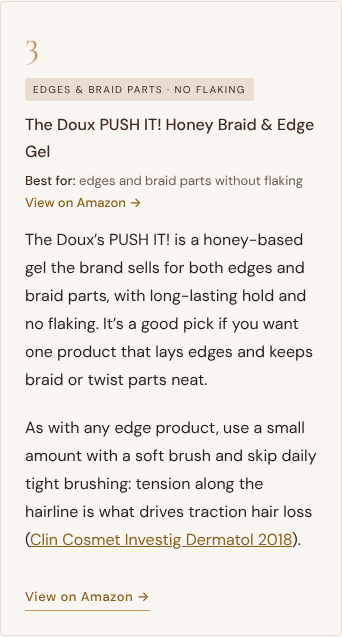 3
EDGES & BRAID PARTS · NO FLAKING
The Doux PUSH IT! Honey Braid & Edge
Gel
Best for: edges and braid parts without flaking
View on Amazon →
The Doux’s PUSH IT! is a honey-based
gel the brand sells for both edges and
braid parts, with long-lasting hold and
no flaking. It’s a good pick if you want
one product that lays edges and keeps
braid or twist parts neat.
As with any edge product, use a small
amount with a soft brush and skip daily
tight brushing: tension along the
hairline is what drives traction hair loss
(Clin Cosmet Investig Dermatol 2018).
View on Amazon →